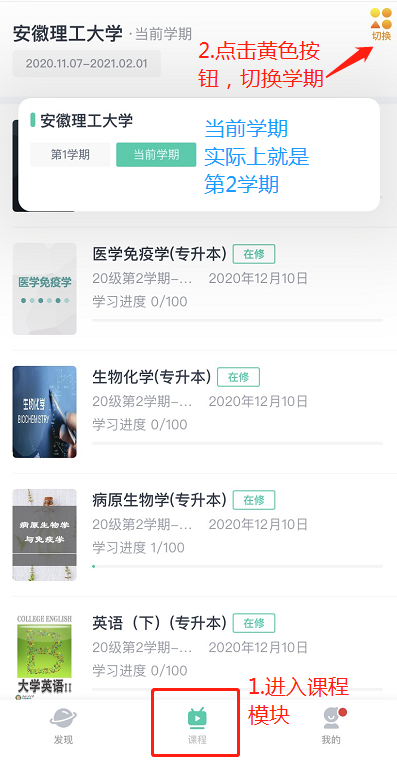 安徽理工大学 ·当前学期
切换
2020.11.07-2021.02.01
2.点击黄色按
钮，切换学期
安徽理工大学
第1学期 当前学期
当前学期
实际上就是
第2学期
医学免疫学
医学免疫学(专升本) 在修
20级第2学期-... 2020年12月10日
学习进度 0/100
生物化学
BIOCHEMISTRY
生物化学(专升本) 在修
20级第2学期-... 2020年12月10日
学习进度 0/100
病原生物学
与免疫学
病原生物学(专升本) 在修
20级第2学期-... 2020年12月10日
学习进度 1/100
COLLEGE ENGLISH
大学英语II
英语（下）(专升本) 在修
20级第2学期-... 2020年12月10日
学习进度 0/100
1.进入课程
模块
发现 课程 我的